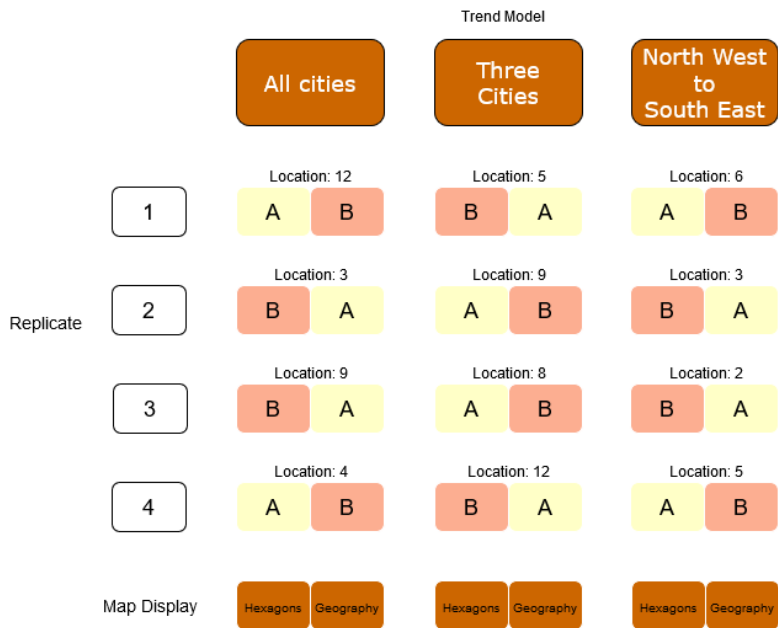 Trend Model
All cities
Three
Cities
North West
to
South East
Location: 12
Location: 5
Location: 6
1
A B
B A
A B
Location: 3
Location: 9
Location: 3
Replicate
2
B A
A B
B A
Location: 9
Location: 8
Location: 2
3
B A
A B
B A
Location: 4
Location: 12
Location: 5
4
A B
B A
A B
Map Display
Hexagons Geography
Hexagons Geography
Hexagons Geography